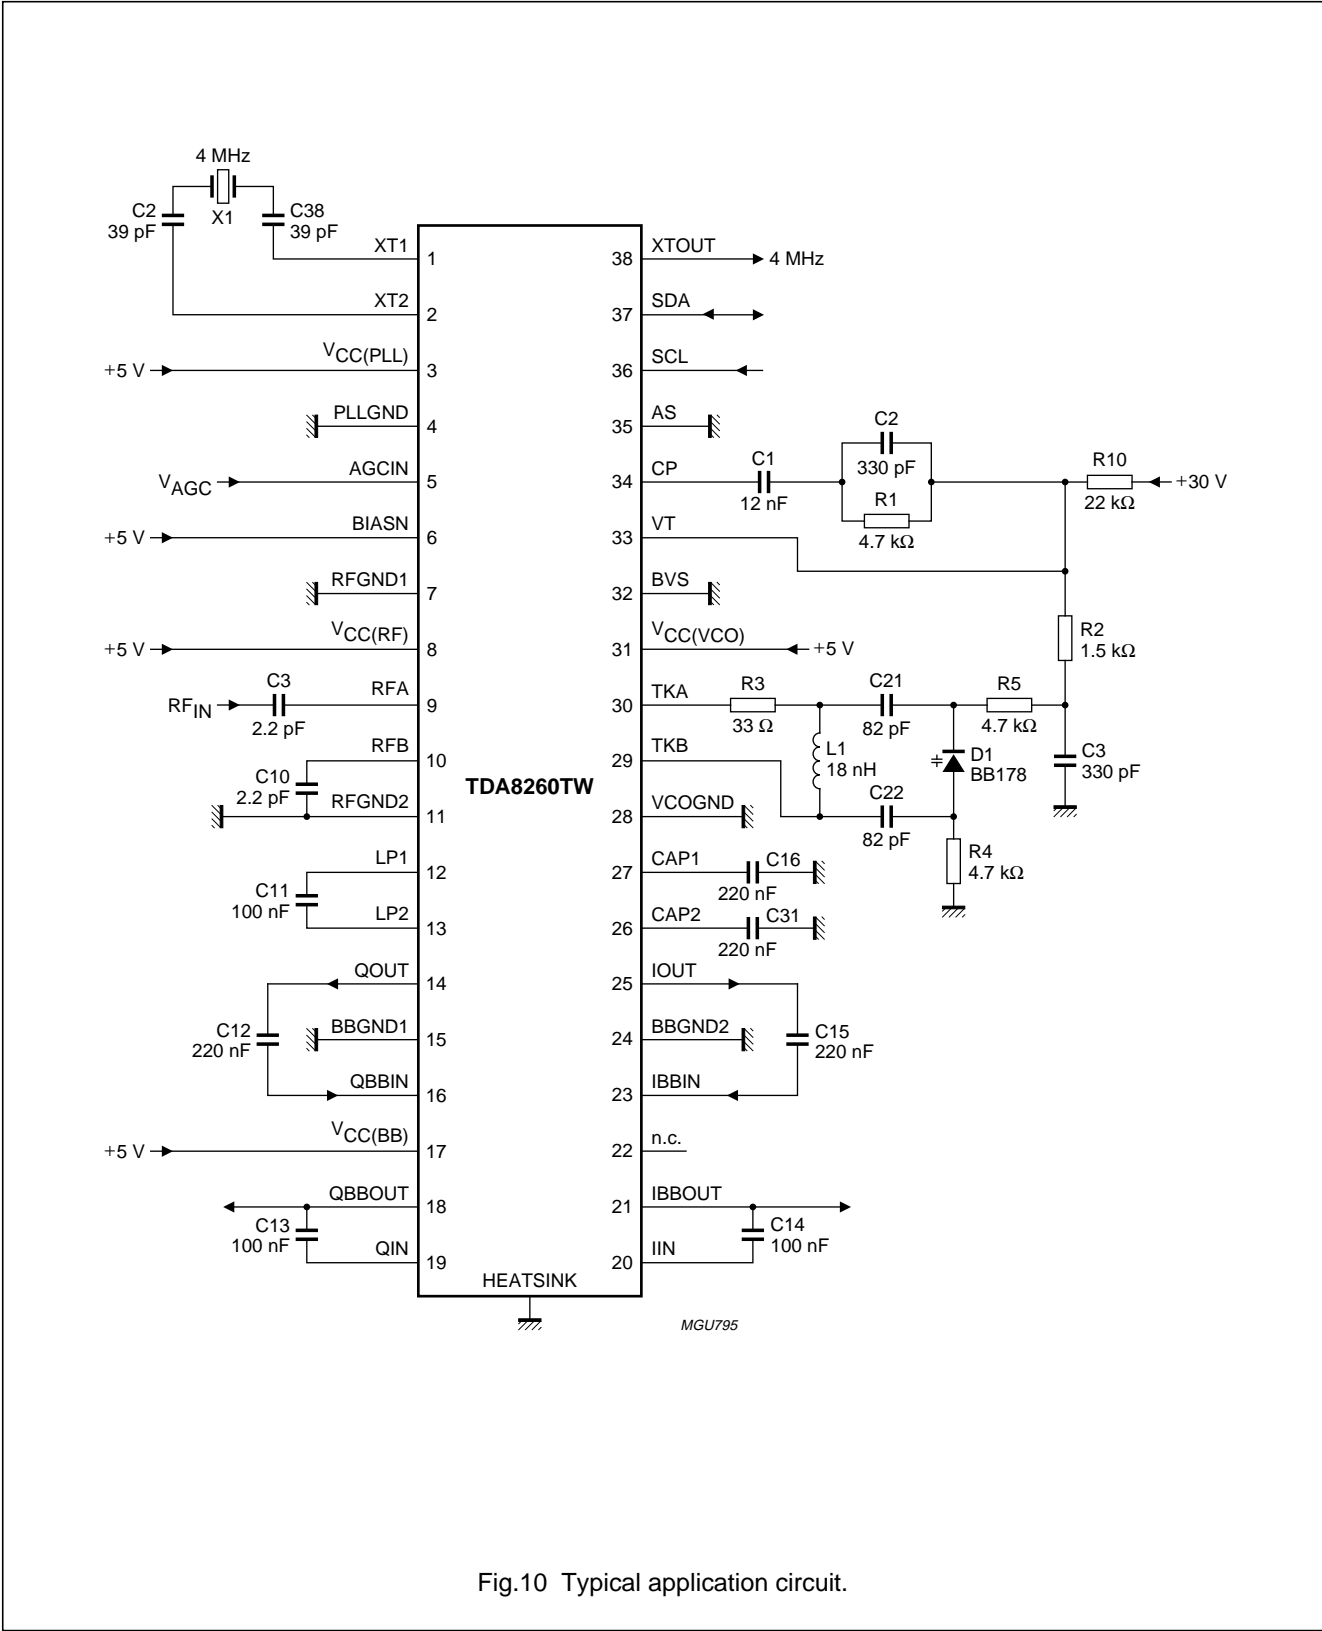 4 MHz
X1
C2
39 pF
C38
39 pF
XT1
1
XT2
2
+5 V
VCC(PLL)
3
PLLGND
4
VAGC
AGCIN
5
+5 V
BIASN
6
RFGND1
7
+5 V
VCC(RF)
8
RFIN
C3
2.2 pF
RFA
9
RFB
10
C10
2.2 pF
RFGND2
11
LP1
12
C11
100 nF
LP2
13
QOUT
14
C12
220 nF
BBGND1
15
QBBIN
16
+5 V
VCC(BB)
17
QBBOUT
18
C13
100 nF
QIN
19
TDA8260TW
HEATSINK
38
XTOUT
4 MHz
37
SDA
36
SCL
35
AS
34
CP
C1
12 nF
C2
330 pF
R1
4.7 kΩ
R10
22 kΩ
+30 V
33
VT
32
BVS
31
VCC(VCO)
+5 V
R2
1.5 kΩ
30
TKA
R3
33 Ω
C21
82 pF
R5
4.7 kΩ
29
TKB
L1
18 nH
D1
BB178
C3
330 pF
28
VCOGND
C22
82 pF
R4
4.7 kΩ
27
CAP1
C16
220 nF
26
CAP2
C31
220 nF
25
IOUT
24
BBGND2
C15
220 nF
23
IBBIN
22
n.c.
21
IBBOUT
C14
100 nF
20
IIN
MGU795
Fig.10 Typical application circuit.